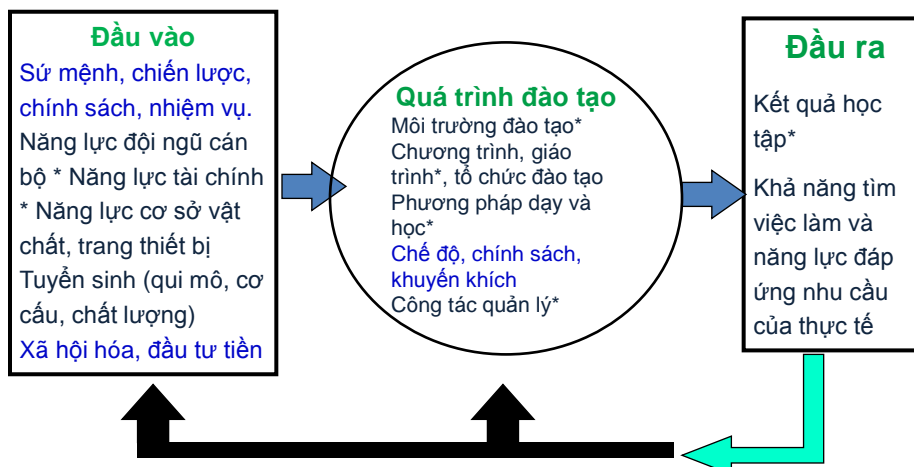 Đầu vào
Sứ mệnh, chiến lược,
chính sách, nhiệm vụ.
Năng lực đội ngũ cán
bộ * Năng lực tài chính
* Năng lực cơ sở vật
chất, trang thiết bị
Tuyển sinh (qui mô, cơ
cấu, chất lượng)
Xã hội hóa, đầu tư tiền
Quá trình đào tạo
Môi trường đào tạo*
Chương trình, giáo
trình*, tổ chức đào tạo
Phương pháp dạy và
học*
Chế độ, chính sách,
khuyến khích
Công tác quản lý*
Đầu ra
Kết quả học
tập*
Khả năng tìm
việc làm và
năng lực đáp
ứng nhu cầu
của thực tế